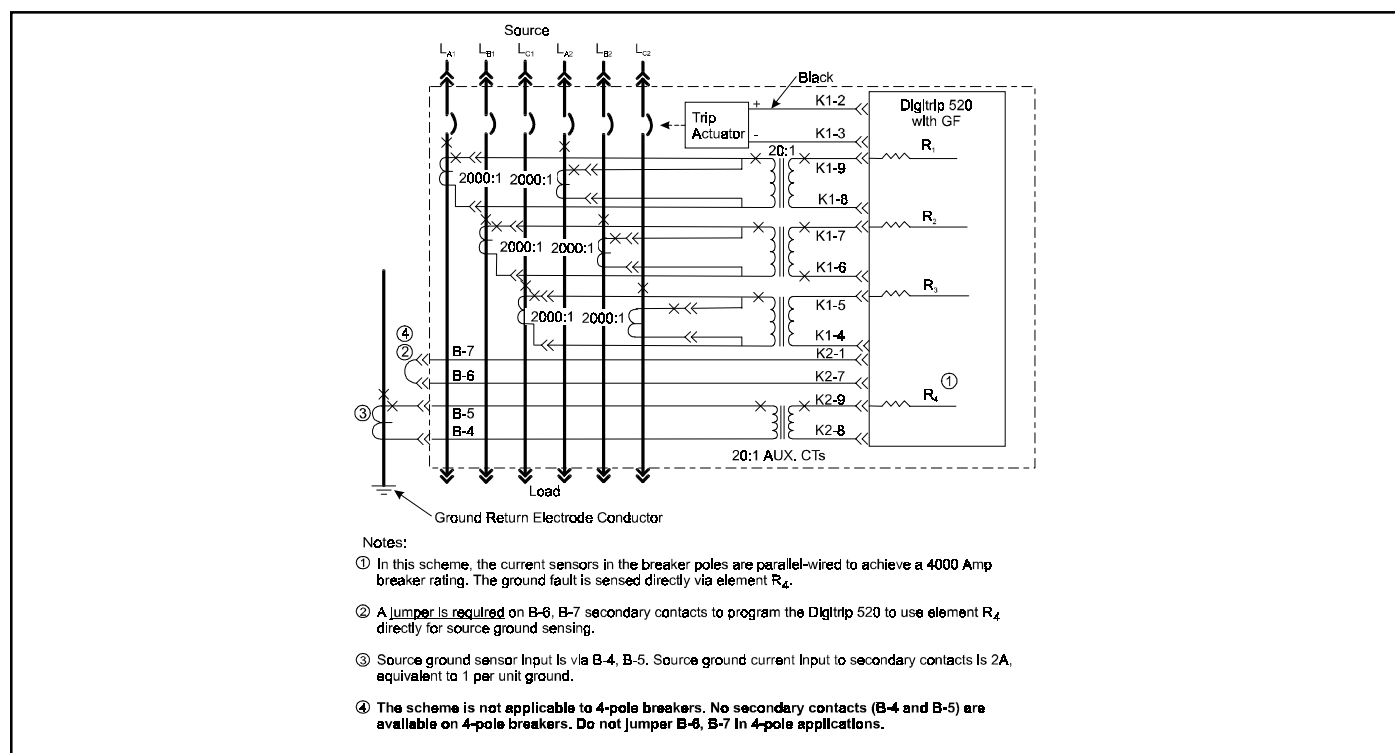 Source
L_A1 L_B1 L_C1 L_A2 L_B2 L_C2
Black
Trip
Actuator
+
-
K1-2
K1-3
Digitrip 520
with GF
20:1
R₁
K1-9
2000:1 2000:1
K1-8
R₂
K1-7
2000:1 2000:1
K1-6
R₃
K1-5
2000:1 2000:1
K1-4
④
② B-7 K2-1
B-6 K2-7
①
③ B-5 K2-9 R₄
B-4 K2-8
20:1 AUX. CTs
Load
Ground Return Electrode Conductor
Notes:
① In this scheme, the current sensors in the breaker poles are parallel-wired to achieve a 4000 Amp
breaker rating. The ground fault is sensed directly via element R₄.
② A jumper is required on B-6, B-7 secondary contacts to program the Digitrip 520 to use element R₄
directly for source ground sensing.
③ Source ground sensor input is via B-4, B-5. Source ground current input to secondary contacts is 2A,
equivalent to 1 per unit ground.
④ The scheme is not applicable to 4-pole breakers. No secondary contacts (B-4 and B-5) are
available on 4-pole breakers. Do not jumper B-6, B-7 in 4-pole applications.